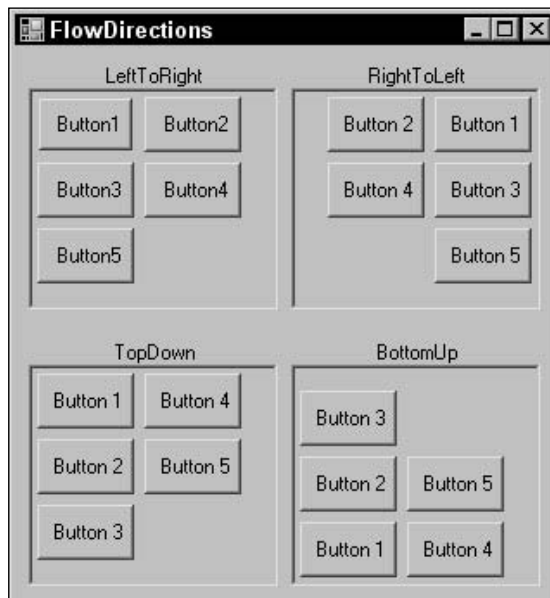 FlowDirections
LeftToRight
Button1 Button2
Button3 Button4
Button5
RightToLeft
Button 2 Button 1
Button 4 Button 3
Button 5
TopDown
Button 1 Button 4
Button 2 Button 5
Button 3
BottomUp
Button 3
Button 2 Button 5
Button 1 Button 4